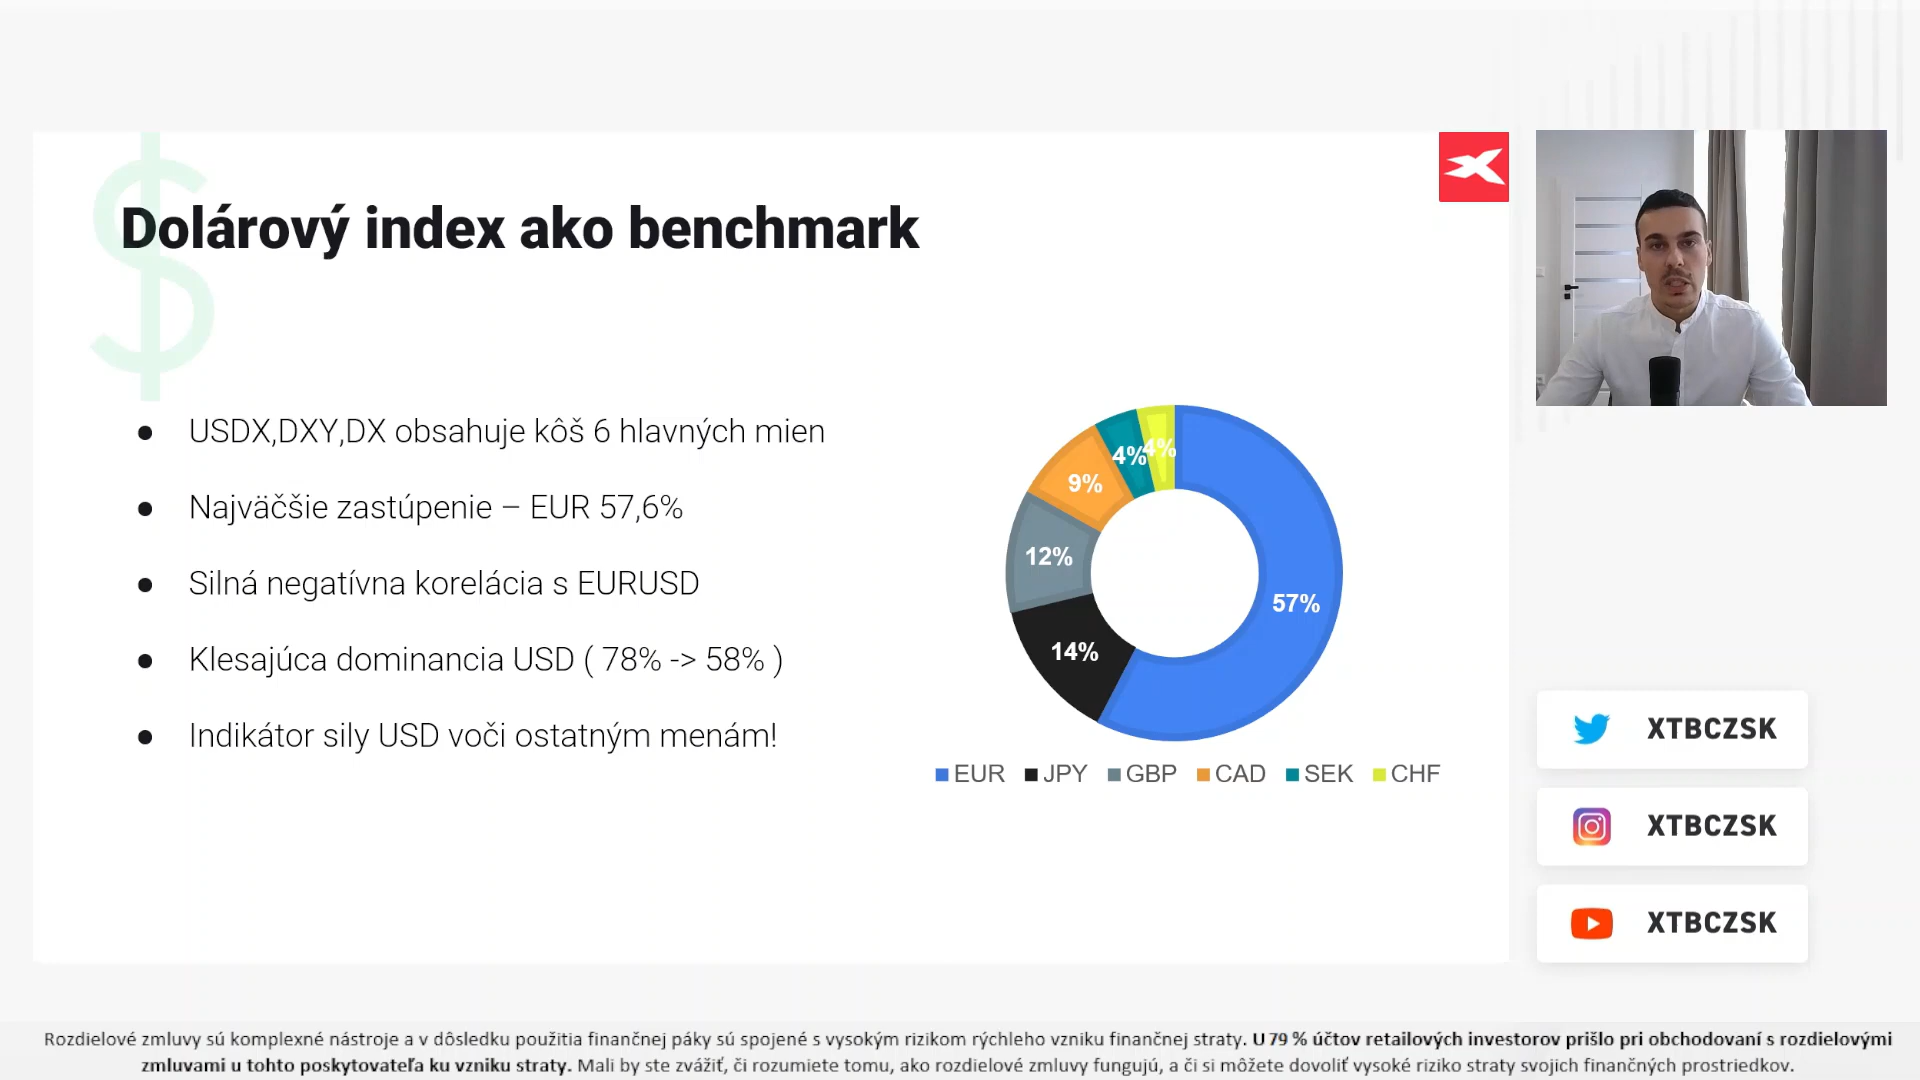 Dolárový index ako benchmark
● USDX,DXY,DX obsahuje kôš 6 hlavných mien
● Najväčšie zastúpenie – EUR 57,6%
● Silná negatívna korelácia s EURUSD
● Klesajúca dominancia USD ( 78% -> 58% )
● Indikátor sily USD voči ostatným menám!
4% 4%
9%
12%
57%
14%
EUR JPY GBP CAD SEK CHF
XTBCZSK
XTBCZSK
XTBCZSK
Rozdielové zmluvy sú komplexné nástroje a v dôsledku použitia finančnej páky sú spojené s vysokým rizikom rýchleho vzniku finančnej straty. U 79 % účtov retailových investorov prišlo pri obchodovaní s rozdielovými
zmluvami u tohto poskytovateľa ku vzniku straty. Mali by ste zvážiť, či rozumiete tomu, ako rozdielové zmluvy fungujú, a či si môžete dovoliť vysoké riziko straty svojich finančných prostriedkov.